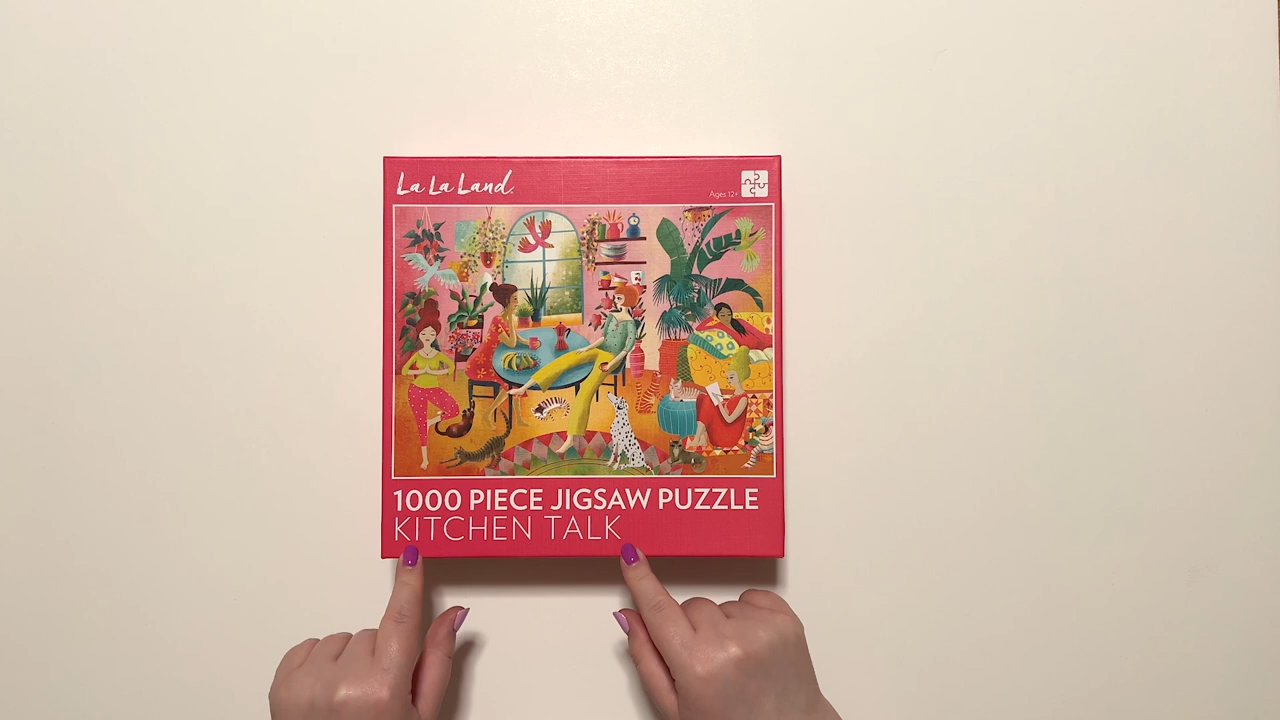 La La Land.
Ages 12+
1000 PIECE JIGSAW PUZZLE
KITCHEN TALK